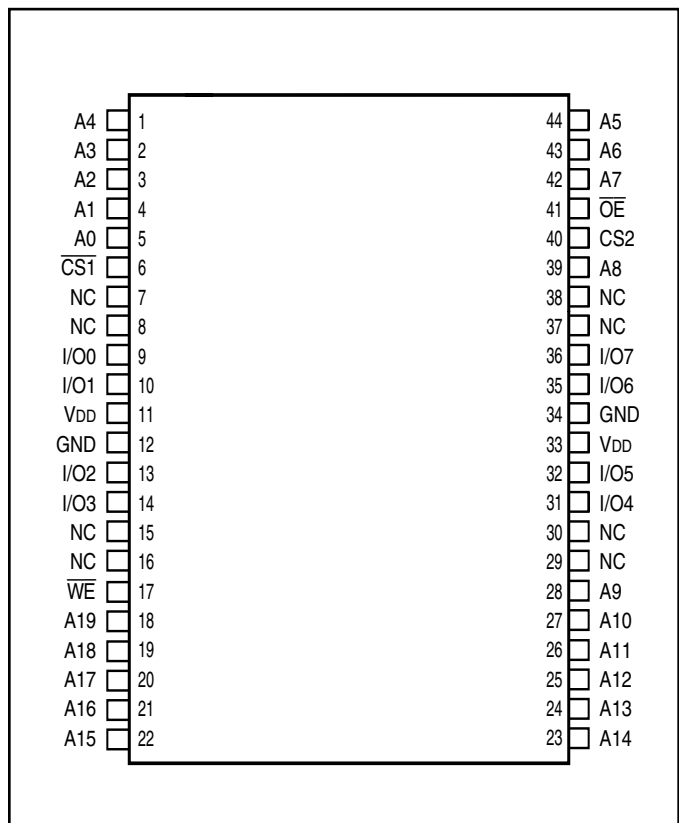 A4 1 44 A5
A3 2 43 A6
A2 3 42 A7
A1 4 41 O̅E̅
A0 5 40 CS2
C̅S̅1̅ 6 39 A8
NC 7 38 NC
NC 8 37 NC
I/O0 9 36 I/O7
I/O1 10 35 I/O6
VDD 11 34 GND
GND 12 33 VDD
I/O2 13 32 I/O5
I/O3 14 31 I/O4
NC 15 30 NC
NC 16 29 NC
W̅E̅ 17 28 A9
A19 18 27 A10
A18 19 26 A11
A17 20 25 A12
A16 21 24 A13
A15 22 23 A14